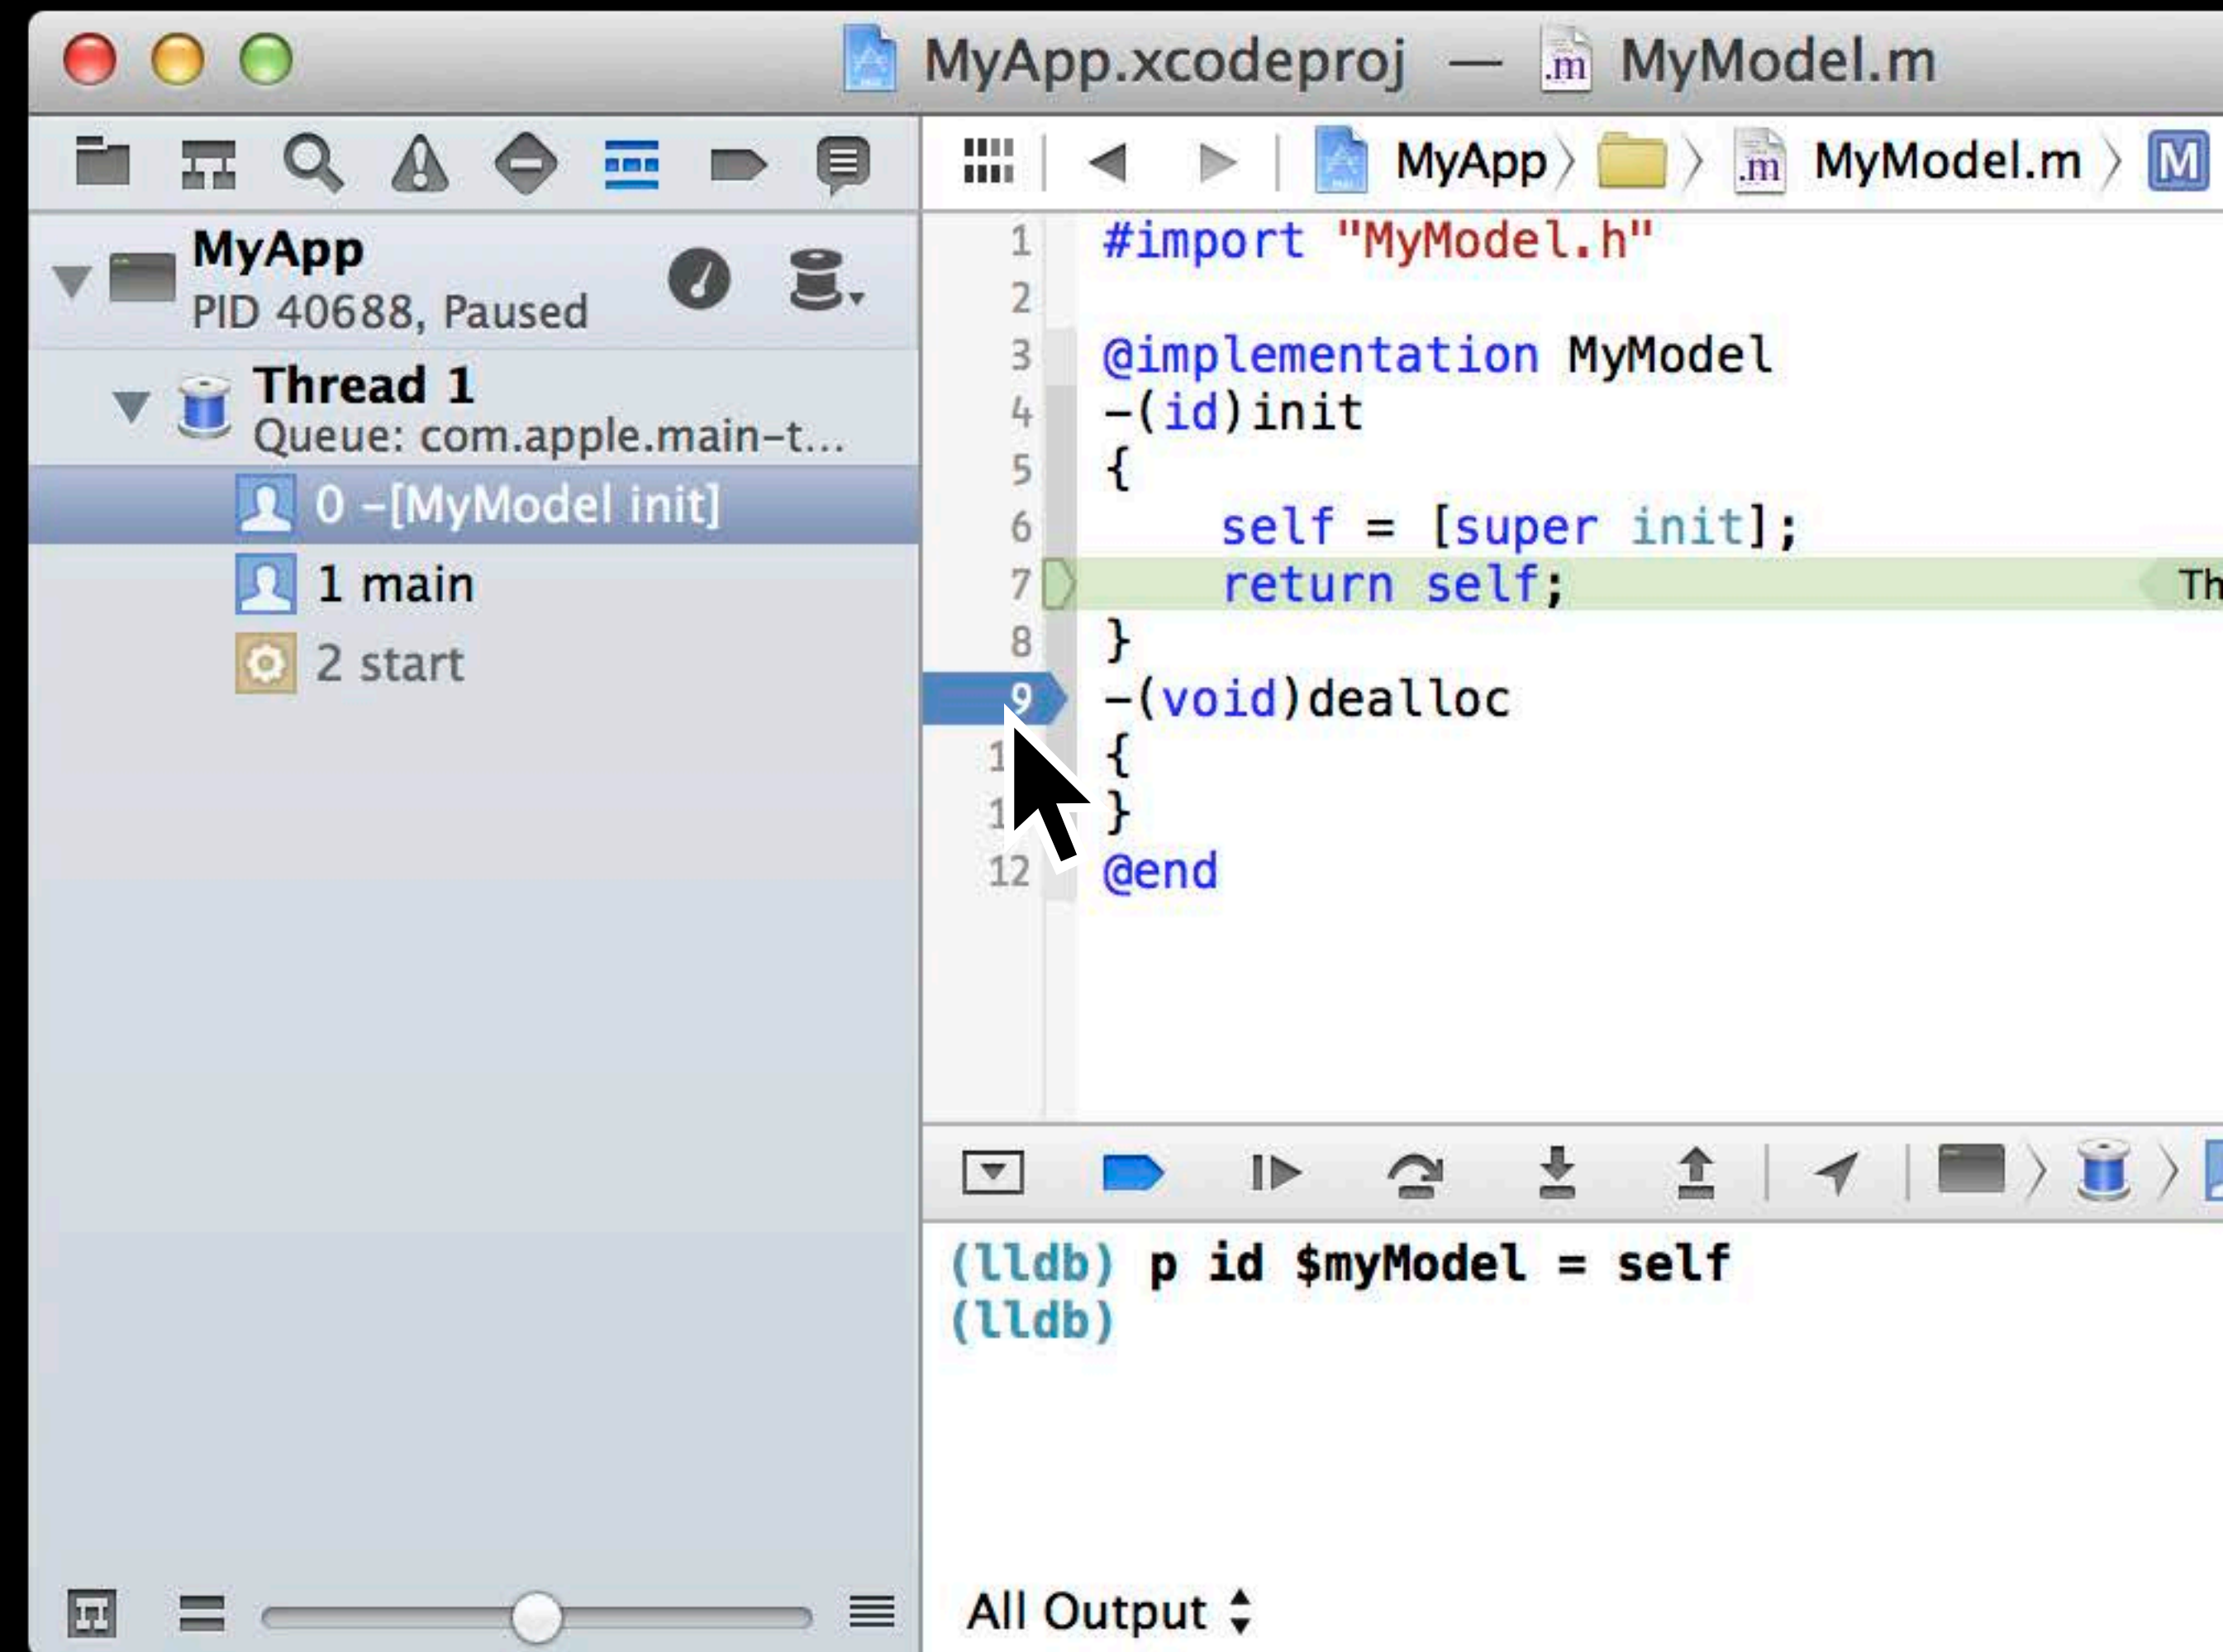 MyApp.xcodeproj — MyModel.m
MyApp
PID 40688, Paused
Thread 1
Queue: com.apple.main-t...
0 -[MyModel init]
1 main
2 start
MyApp 〉 〉 .m MyModel.m 〉 M
1 #import "MyModel.h"
2
3 @implementation MyModel
4 -(id)init
5 {
6 self = [super init];
7 return self;
8 }
9 -(void)dealloc
{
}
12 @end
(lldb) p id $myModel = self
(lldb)
All Output